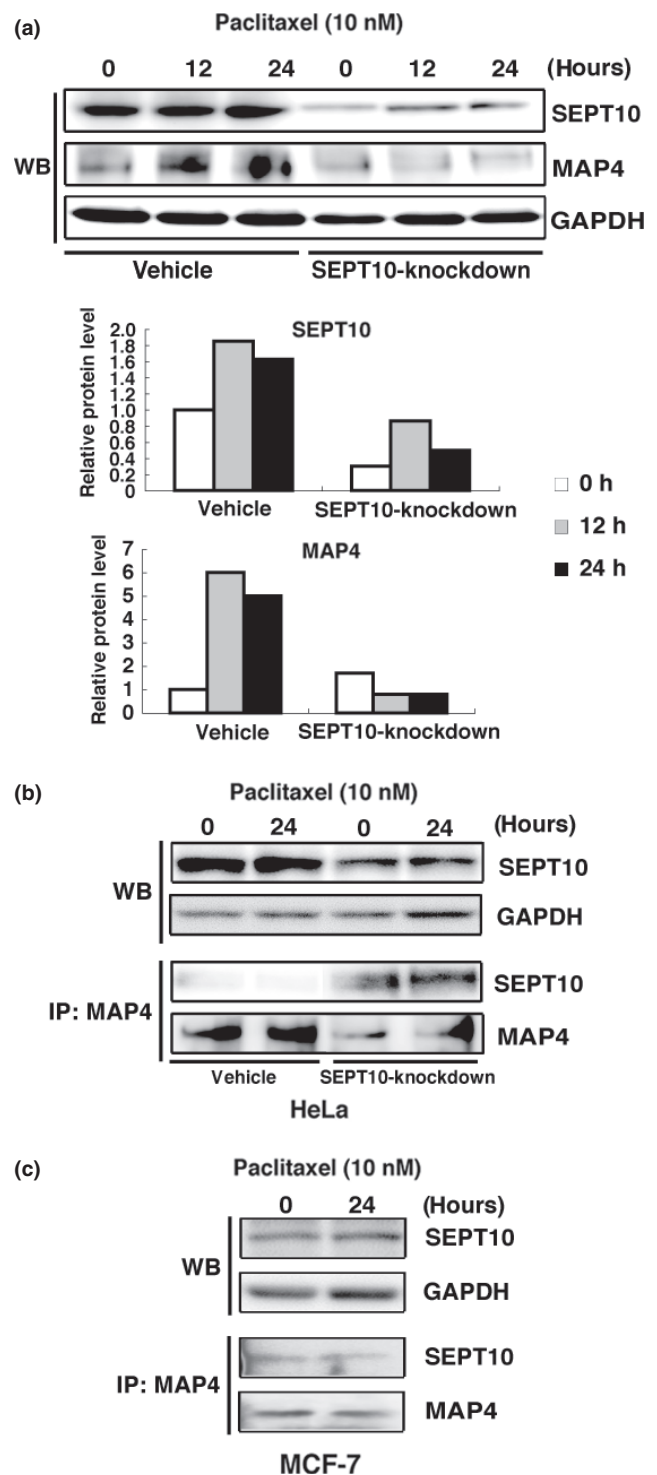 (a)
Paclitaxel (10 nM)
0 12 24 0 12 24 (Hours)
SEPT10
WB
MAP4
GAPDH
Vehicle SEPT10-knockdown
SEPT10
Relative protein level
2.0
1.8
1.6
1.4
1.2
1.0
0.8
0.6
0.4
0.2
0
Vehicle SEPT10-knockdown
0 h
12 h
24 h
MAP4
Relative protein level
7
6
5
4
3
2
1
0
Vehicle SEPT10-knockdown
(b)
Paclitaxel (10 nM)
0 24 0 24 (Hours)
SEPT10
WB
GAPDH
SEPT10
IP: MAP4
MAP4
Vehicle SEPT10-knockdown
HeLa
(c)
Paclitaxel (10 nM)
0 24 (Hours)
SEPT10
WB
GAPDH
SEPT10
IP: MAP4
MAP4
MCF-7